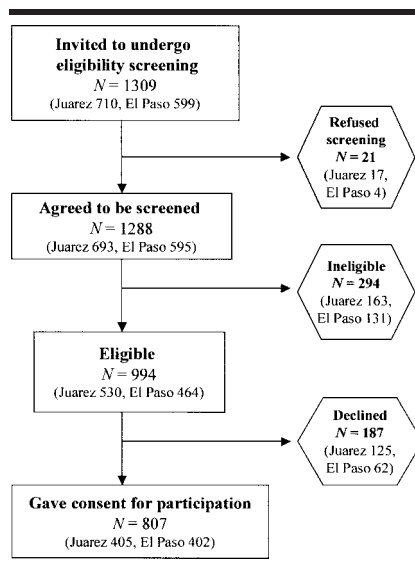 Invited to undergo
eligibility screening
N = 1309
(Juarez 710, El Paso 599)
Refused
screening
N = 21
(Juarez 17,
El Paso 4)
Agreed to be screened
N = 1288
(Juarez 693, El Paso 595)
Ineligible
N = 294
(Juarez 163,
El Paso 131)
Eligible
N = 994
(Juarez 530, El Paso 464)
Declined
N = 187
(Juarez 125,
El Paso 62)
Gave consent for participation
N = 807
(Juarez 405, El Paso 402)